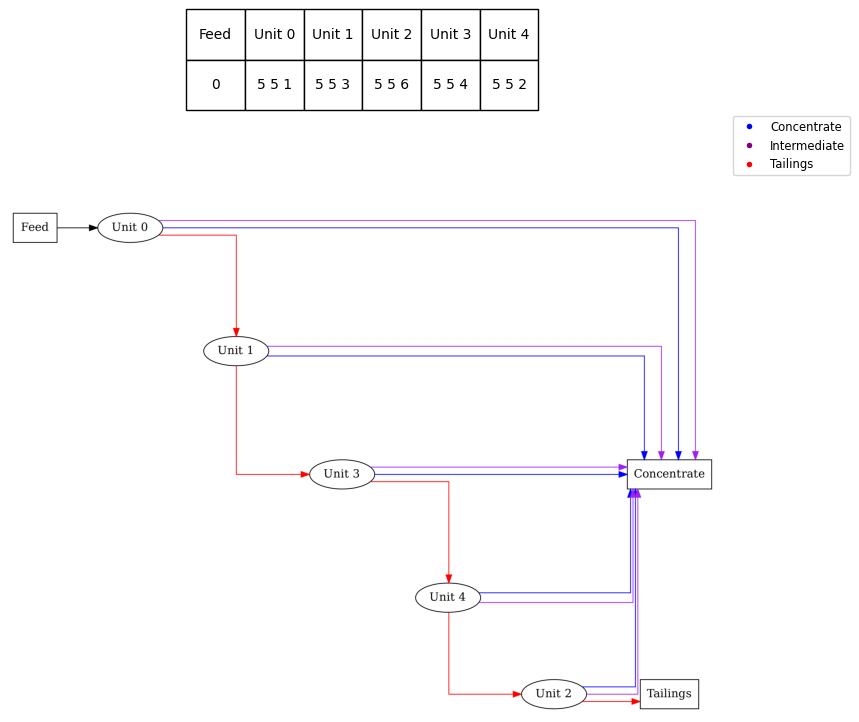 Feed Unit 0 Unit 1 Unit 2 Unit 3 Unit 4
0 5 5 1 5 5 3 5 5 6 5 5 4 5 5 2
Concentrate
Intermediate
Tailings
Feed
Unit 0
Unit 1
Unit 3
Concentrate
Unit 4
Unit 2
Tailings